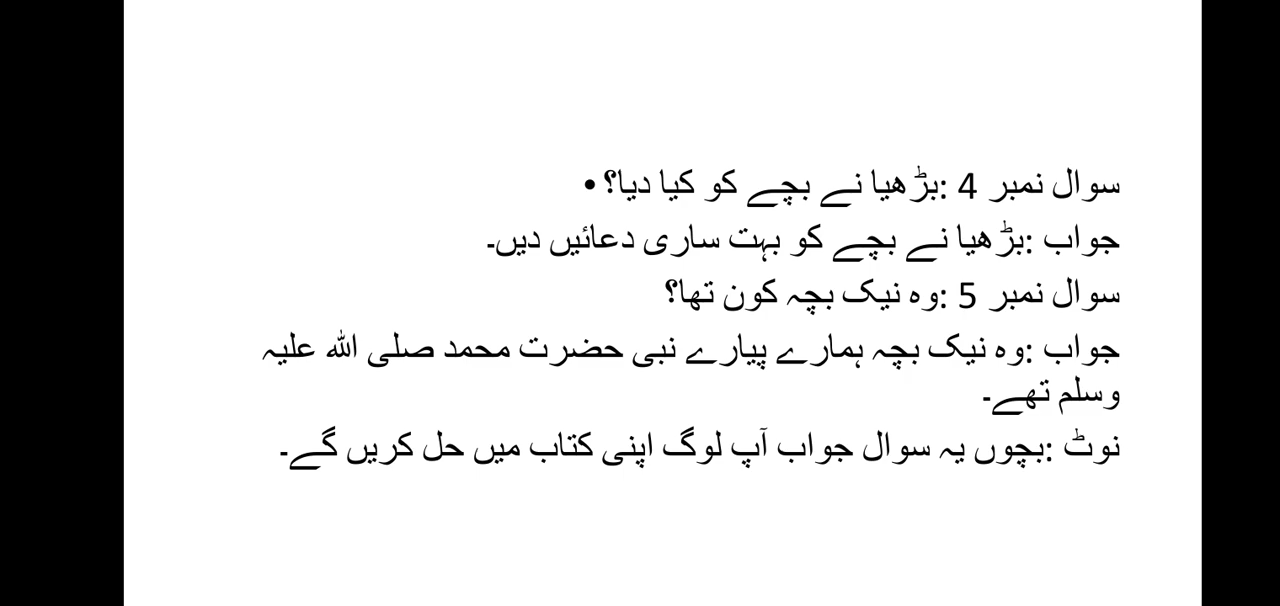 سوال نمبر 4 :بڑھیا نے بچے کو کیا دیا؟ •
جواب :بڑھیا نے بچے کو بہت ساری دعائیں دیں۔
سوال نمبر 5 :وہ نیک بچہ کون تھا؟
جواب :وہ نیک بچہ ہمارے پیارے نبی حضرت محمد صلی اللہ علیہ
وسلم تھے۔
نوٹ :بچوں یہ سوال جواب آپ لوگ اپنی کتاب میں حل کریں گے۔